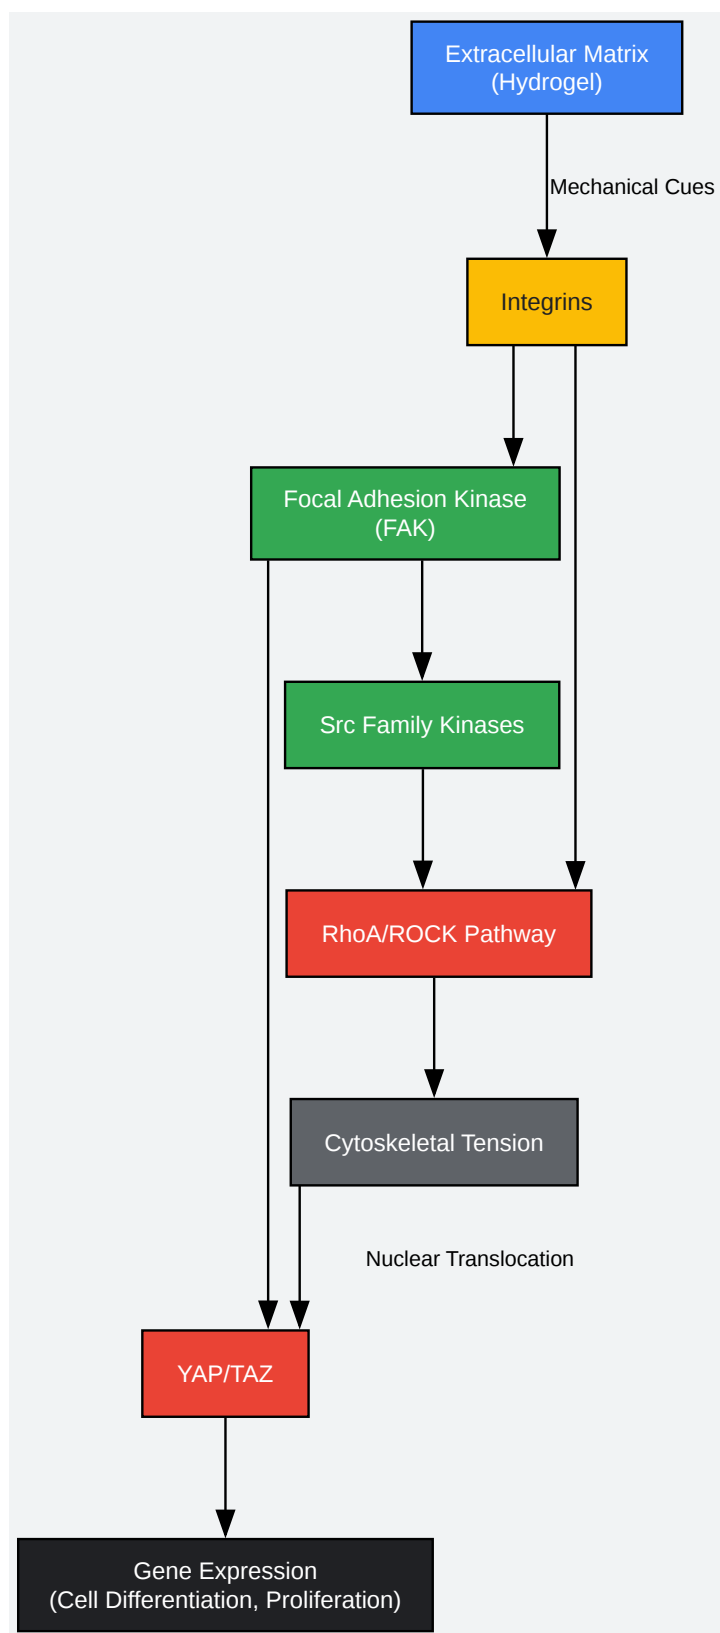 Extracellular Matrix
(Hydrogel)
Mechanical Cues
Integrins
Focal Adhesion Kinase
(FAK)
Src Family Kinases
RhoA/ROCK Pathway
Cytoskeletal Tension
Nuclear Translocation
YAP/TAZ
Gene Expression
(Cell Differentiation, Proliferation)